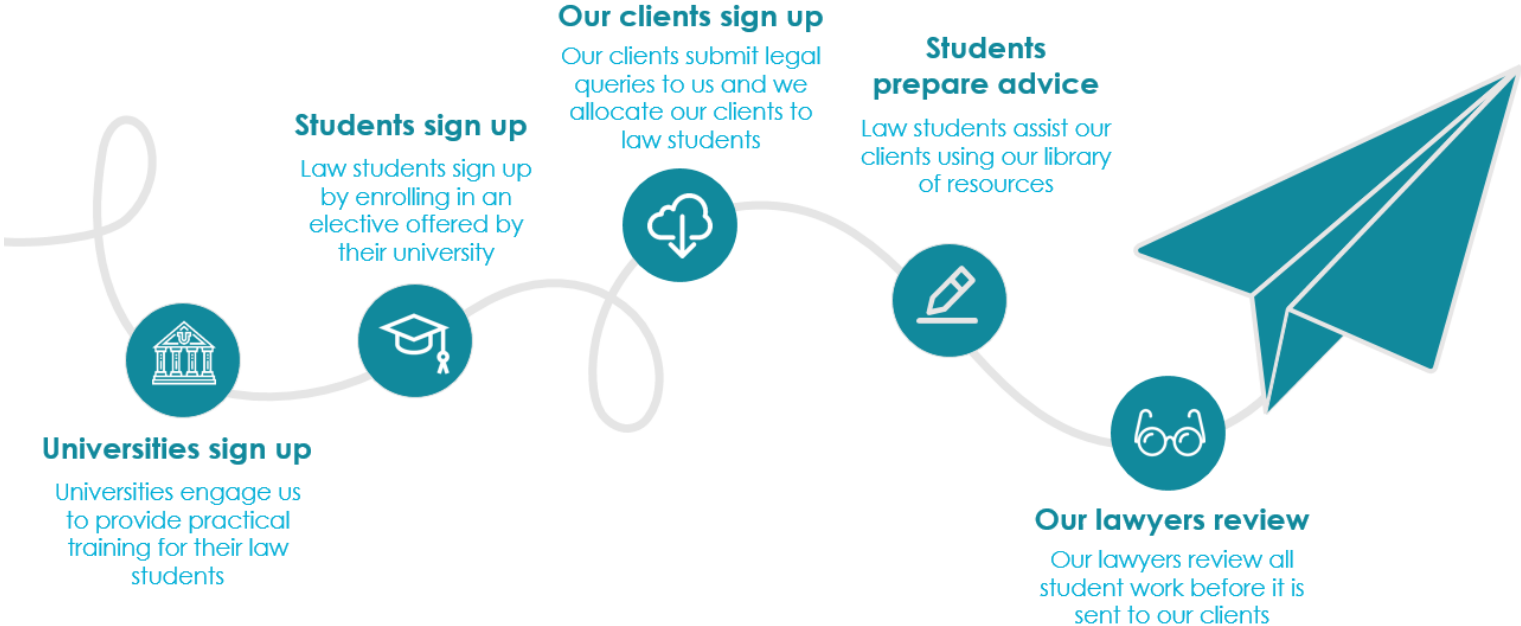 Universities sign up
Universities engage us
to provide practical
training for their law
students
Students sign up
Law students sign up
by enrolling in an
elective offered by
their university
Our clients sign up
Our clients submit legal
queries to us and we
allocate our clients to
law students
Students
prepare advice
Law students assist our
clients using our library
of resources
Our lawyers review
Our lawyers review all
student work before it is
sent to our clients